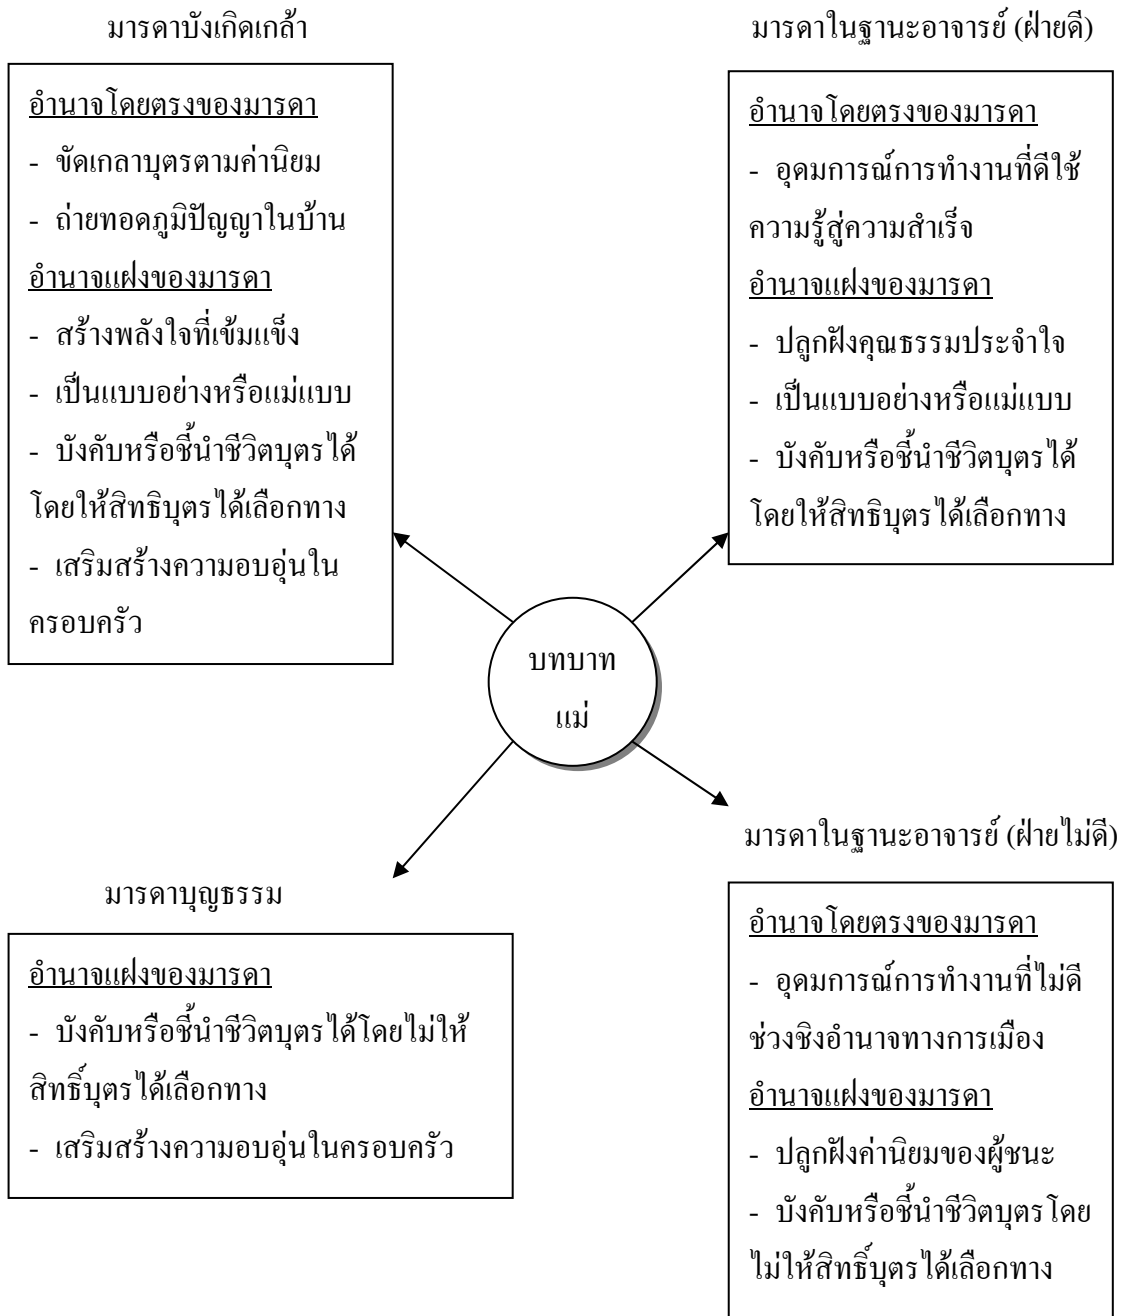 มารดาบังเกิดเกล้า
อำนาจโดยตรงของมารดา
- ขัดเกลาบุตรตามค่านิยม
- ถ่ายทอดภูมิปัญญาในบ้าน
อำนาจแฝงของมารดา
- สร้างพลังใจที่เข้มแข็ง
- เป็นแบบอย่างหรือแม่แบบ
- บังคับหรือชี้นำชีวิตบุตรได้
โดยให้สิทธิบุตรได้เลือกทาง
- เสริมสร้างความอบอุ่นใน
ครอบครัว
มารดาในฐานะอาจารย์ (ฝ่ายดี)
อำนาจโดยตรงของมารดา
- อุดมการณ์การทำงานที่ดีใช้
ความรู้สู่ความสำเร็จ
อำนาจแฝงของมารดา
- ปลูกฝังคุณธรรมประจำใจ
- เป็นแบบอย่างหรือแม่แบบ
- บังคับหรือชี้นำชีวิตบุตรได้
โดยให้สิทธิบุตรได้เลือกทาง
บทบาท
แม่
มารดาบุญธรรม
อำนาจแฝงของมารดา
- บังคับหรือชี้นำชีวิตบุตรได้โดยไม่ให้
สิทธิ์บุตรได้เลือกทาง
- เสริมสร้างความอบอุ่นในครอบครัว
มารดาในฐานะอาจารย์ (ฝ่ายไม่ดี)
อำนาจโดยตรงของมารดา
- อุดมการณ์การทำงานที่ไม่ดี
ช่วงชิงอำนาจทางการเมือง
อำนาจแฝงของมารดา
- ปลูกฝังค่านิยมของผู้ชนะ
- บังคับหรือชี้นำชีวิตบุตรโดย
ไม่ให้สิทธิ์บุตรได้เลือกทาง